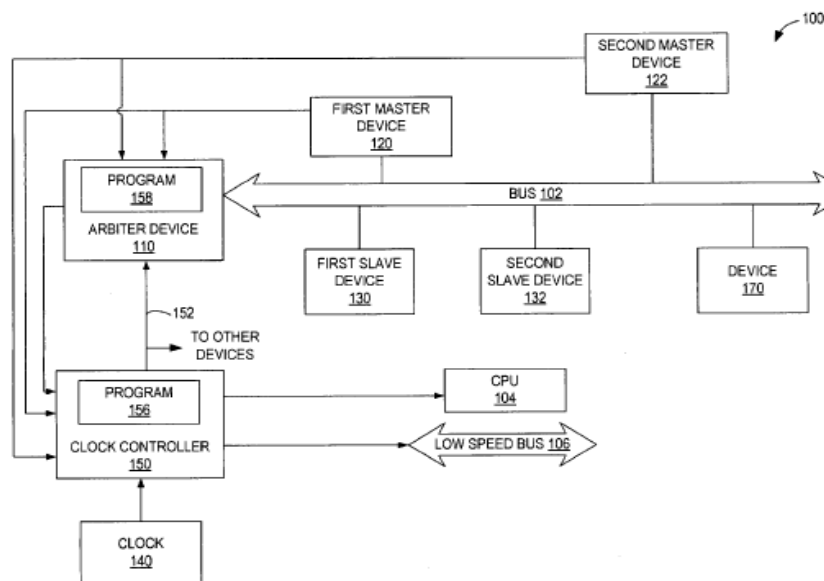 100
SECOND MASTER
DEVICE
122
FIRST MASTER
DEVICE
120
PROGRAM
158
ARBITER DEVICE
110
BUS 102
FIRST SLAVE
DEVICE
130
SECOND
SLAVE DEVICE
132
DEVICE
170
152
TO OTHER
DEVICES
PROGRAM
156
CLOCK CONTROLLER
150
CPU
104
LOW SPEED BUS 106
CLOCK
140